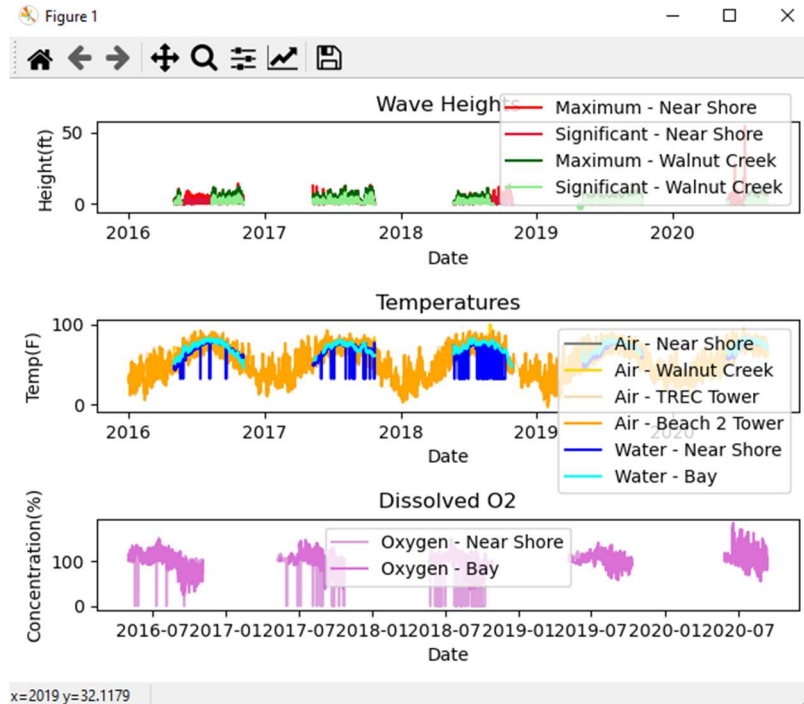 Figure 1
Wave Heights
Maximum - Near Shore
Significant - Near Shore
Maximum - Walnut Creek
Significant - Walnut Creek
Height(ft)
50
0
2016 2017 2018 2019 2020
Date
Temperatures
Air - Near Shore
Air - Walnut Creek
Air - TREC Tower
Air - Beach 2 Tower
Water - Near Shore
Water - Bay
Temp(F)
100
0
2016 2017 2018 2019 2020
Date
Dissolved O2
Oxygen - Near Shore
Oxygen - Bay
Concentration(%)
100
0
2016-07 2017-01 2017-07 2018-01 2018-07 2019-01 2019-07 2020-01 2020-07
Date
x=2019 y=32.1179